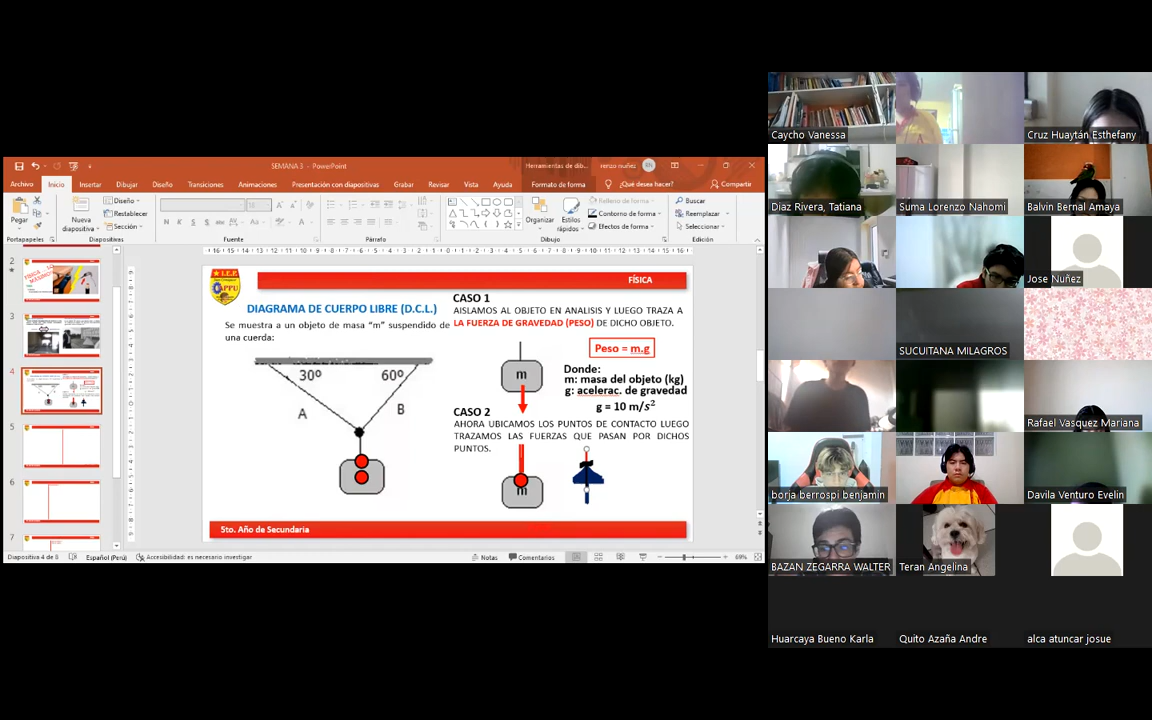 SEMANA 3 - PowerPoint
Herramientas de dib...
renzo nuñez
RN
Archivo
Inicio
Insertar
Dibujar
Diseño
Transiciones
Animaciones
Presentación con diapositivas
Grabar
Revisar
Vista
Ayuda
Formato de forma
¿Qué desea hacer?
Compartir
Pegar
Nueva
diapositiva
Diseño
Restablecer
Sección
N K S
Organizar
Estilos
rápidos
Relleno de forma
Contorno de forma
Efectos de forma
Buscar
Reemplazar
Seleccionar
Portapapeles
Diapositivas
Fuente
Párrafo
Dibujo
Edición
2
3
4
5
6
7
I.E.P.
APPU
FÍSICA
DIAGRAMA DE CUERPO LIBRE (D.C.L.)
Se muestra a un objeto de masa “m” suspendido de
una cuerda:
30º
60º
A
B
CASO 1
AISLAMOS AL OBJETO EN ANALISIS Y LUEGO TRAZA A
LA FUERZA DE GRAVEDAD (PESO) DE DICHO OBJETO.
m
Peso = m.g
Donde:
m: masa del objeto (kg)
g: acelerac. de gravedad
g = 10 m/s²
CASO 2
AHORA UBICAMOS LOS PUNTOS DE CONTACTO LUEGO
TRAZAMOS LAS FUERZAS QUE PASAN POR DICHOS
PUNTOS.
m
5to. Año de Secundaria
Diapositiva 4 de 8
Español (Perú)
Accesibilidad: es necesario investigar
Notas
Comentarios
69%
Caycho Vanessa
Cruz Huaytán Esthefany
Diaz Rivera, Tatiana
Suma Lorenzo Nahomi
Balvin Bernal Amaya
Jose Nuñez
SUCUITANA MILAGROS
Rafael Vasquez Mariana
borja berrospi benjamin
Davila Venturo Evelin
BAZAN ZEGARRA WALTER
Teran Angelina
Huarcaya Bueno Karla
Quito Azaña Andre
alca atuncar josue